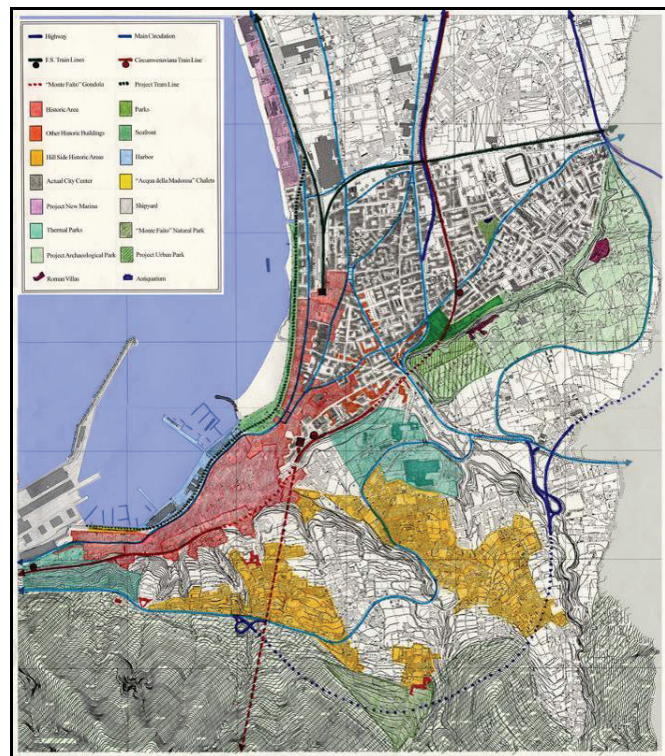 Highway
Main Circulation
F.S. Train Lines
Circumvesuviana Train Line
"Monte Faito" Gondola
Project Tram Line
Historic Area
Parks
Other Historic Buildings
Seafront
Hill Side Historic Areas
Harbor
Actual City Center
"Acqua della Madonna" Chalets
Project New Marina
Shipyard
Thermal Parks
"Monte Faito" Natural Park
Project Archaeological Park
Project Urban Park
Roman Villas
Antiquarium